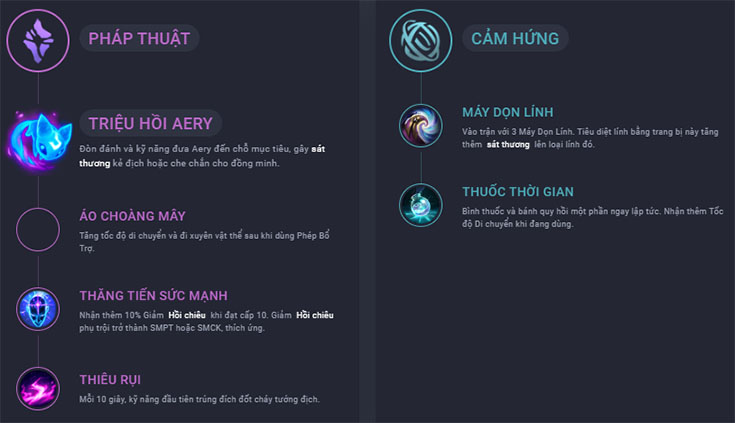 PHÁP THUẬT
TRIỆU HỒI AERY
Đòn đánh và kỹ năng đưa Aery đến chỗ mục tiêu, gây sát
thương kẻ địch hoặc che chắn cho đồng minh.
ÁO CHOÀNG MÂY
Tăng tốc độ di chuyển và đi xuyên vật thể sau khi dùng Phép Bổ
Trợ.
THĂNG TIẾN SỨC MẠNH
Nhận thêm 10% Giảm Hồi chiêu khi đạt cấp 10. Giảm Hồi chiêu
phụ trội trở thành SMPT hoặc SMCK, thích ứng.
THIÊU RỤI
Mỗi 10 giây, kỹ năng đầu tiên trúng đích đốt cháy tướng địch.
CẢM HỨNG
MÁY DỌN LÍNH
Vào trận với 3 Máy Dọn Lính. Tiêu diệt lính bằng trang bị này tăng
thêm sát thương lên loại lính đó.
THUỐC THỜI GIAN
Bình thuốc và bánh quy hồi một phần ngay lập tức. Nhận thêm Tốc
độ Di chuyển khi đang dùng.